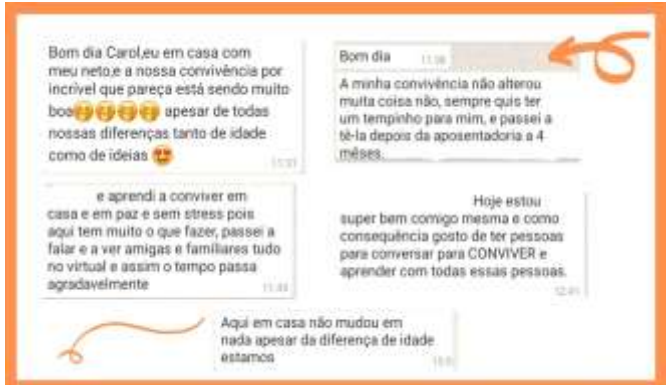 Bom dia Carol,eu em casa com
meu neto,e a nossa convivência por
incrivel que pareça está sendo muito
boa🤭🤭🤭🤭 apesar de todas
nossas diferenças tanto de idade
como de ideias 😍
11:31
Bom dia 11:36
A minha convivência não alterou
muita coisa não, sempre quis ter
um tempinho para mim, e passei a
tê-la depois da aposentadoria a 4
mêses.
e aprendi a conviver em
casa e em paz e sem stress pois
aqui tem muito o que fazer, passei a
falar e a ver amigas e familiares tudo
no virtual e assim o tempo passa
agradavelmente
Hoje estou
super bem comigo mesma e como
consequência gosto de ter pessoas
para conversar para CONVIVER e
aprender com todas essas pessoas.
Aqui em casa não mudou em
nada apesar da diferença de idade
estamos